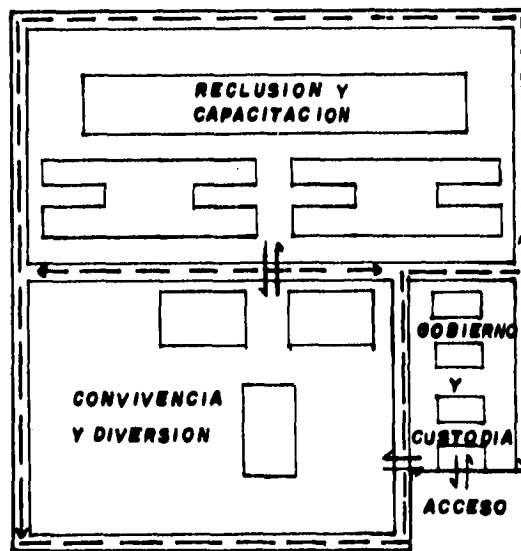 RECLUSION Y
CAPACITACION
GOBIERNO
Y
CUSTODIA
CONVIVENCIA
Y DIVERSION
ACCESO